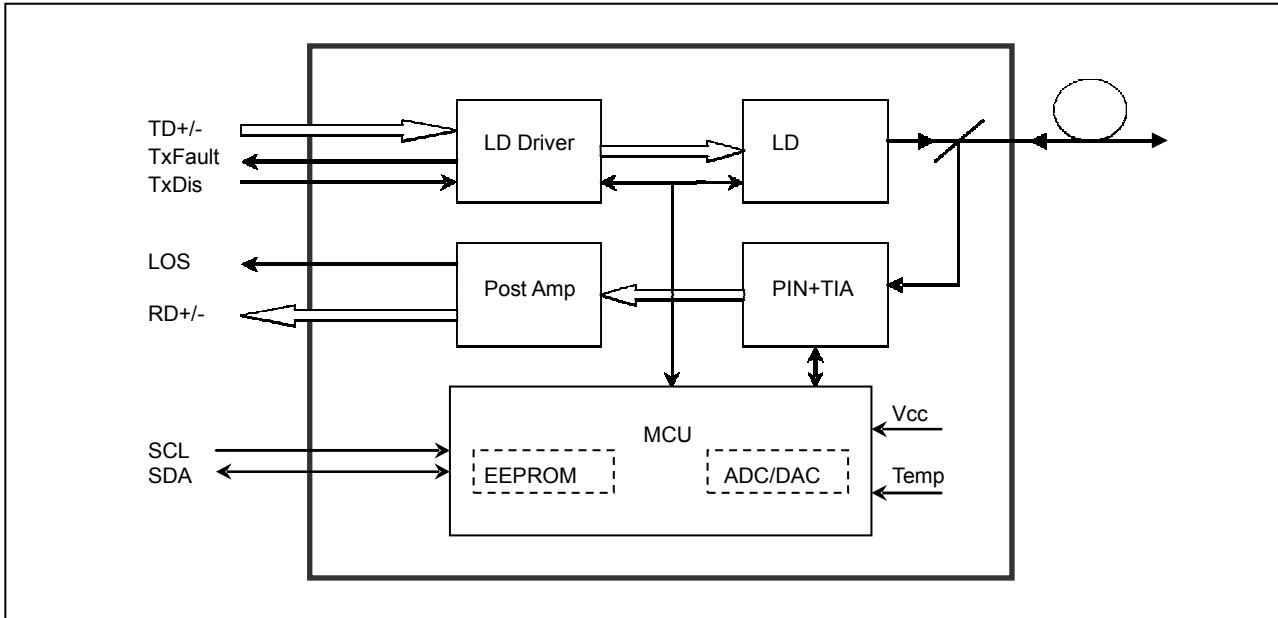 TD+/-
TxFault
TxDis
LD Driver
LD
LOS
RD+/-
Post Amp
PIN+TIA
SCL
SDA
MCU
EEPROM
ADC/DAC
Vcc
Temp